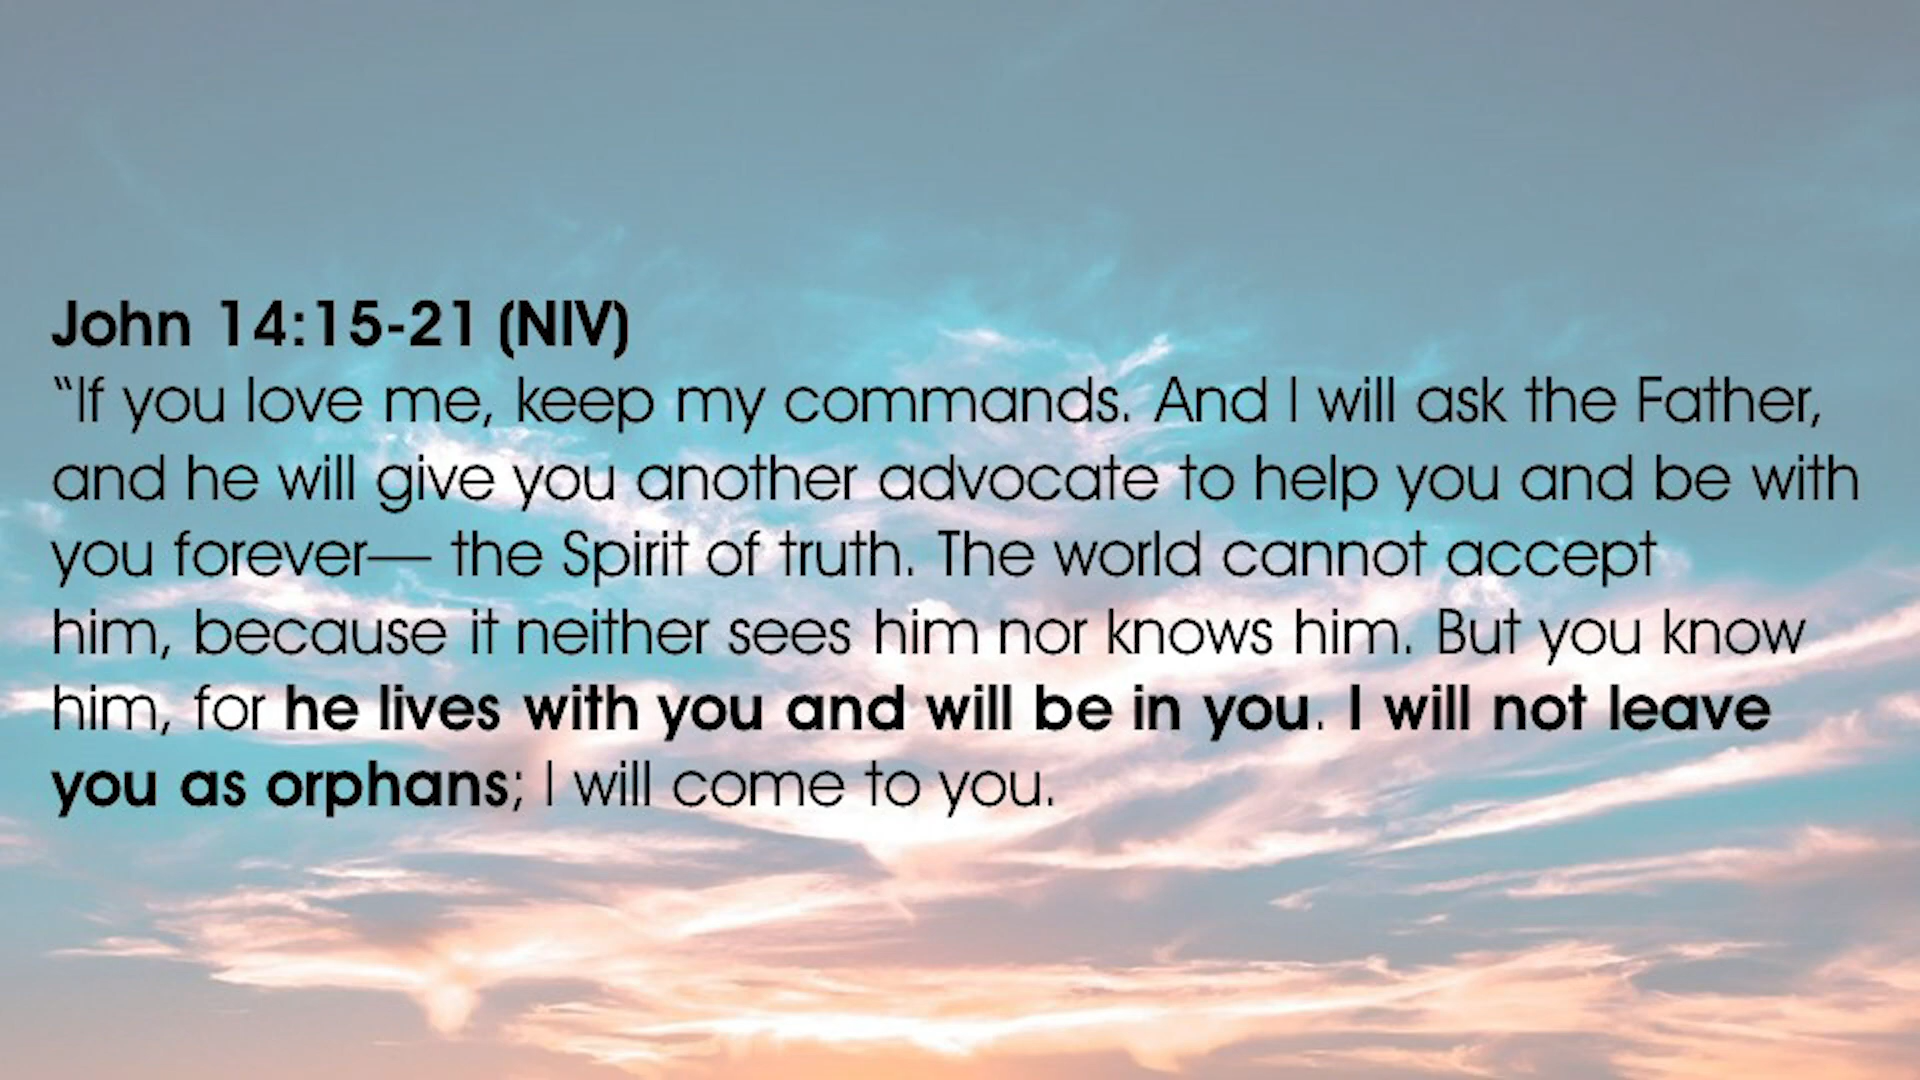 John 14:15-21 (NIV)
“If you love me, keep my commands. And I will ask the Father,
and he will give you another advocate to help you and be with
you forever— the Spirit of truth. The world cannot accept
him, because it neither sees him nor knows him. But you know
him, for he lives with you and will be in you. I will not leave
you as orphans; I will come to you.